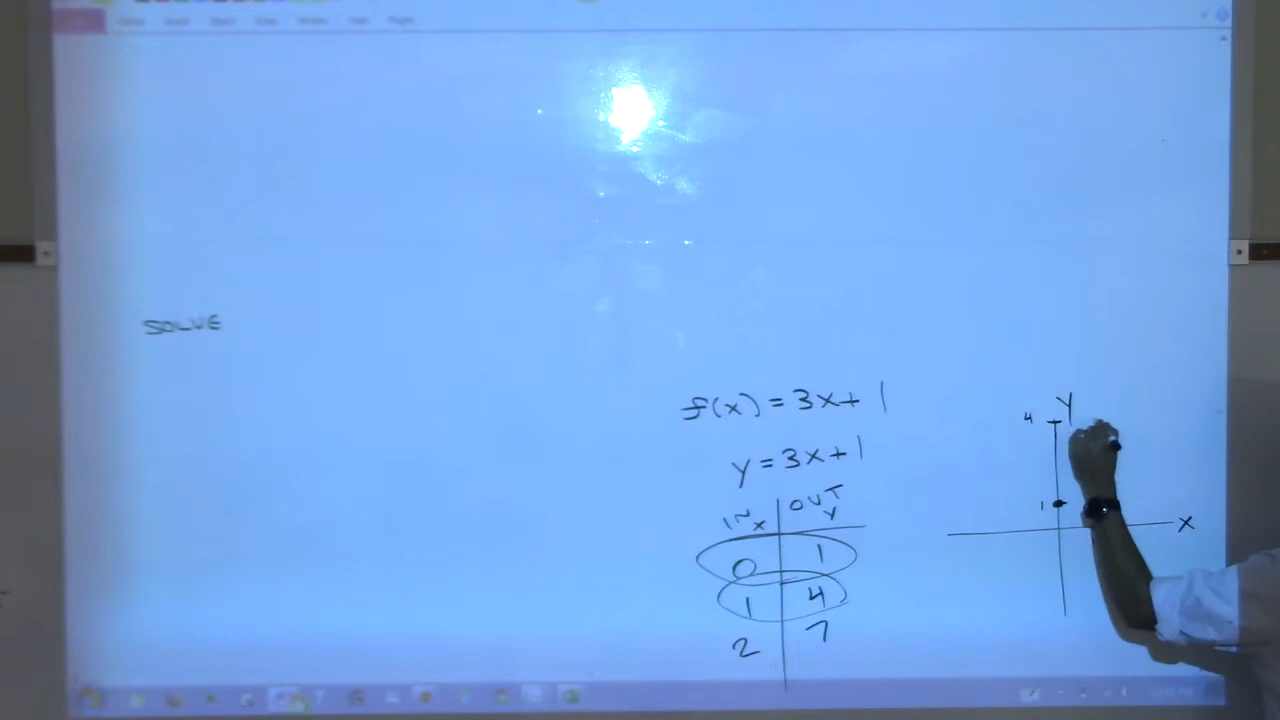 SOLVE
f(x) = 3x + 1
y = 3x + 1
IN OUT
x y
0 1
1 4
2 7
Y
4
1
X